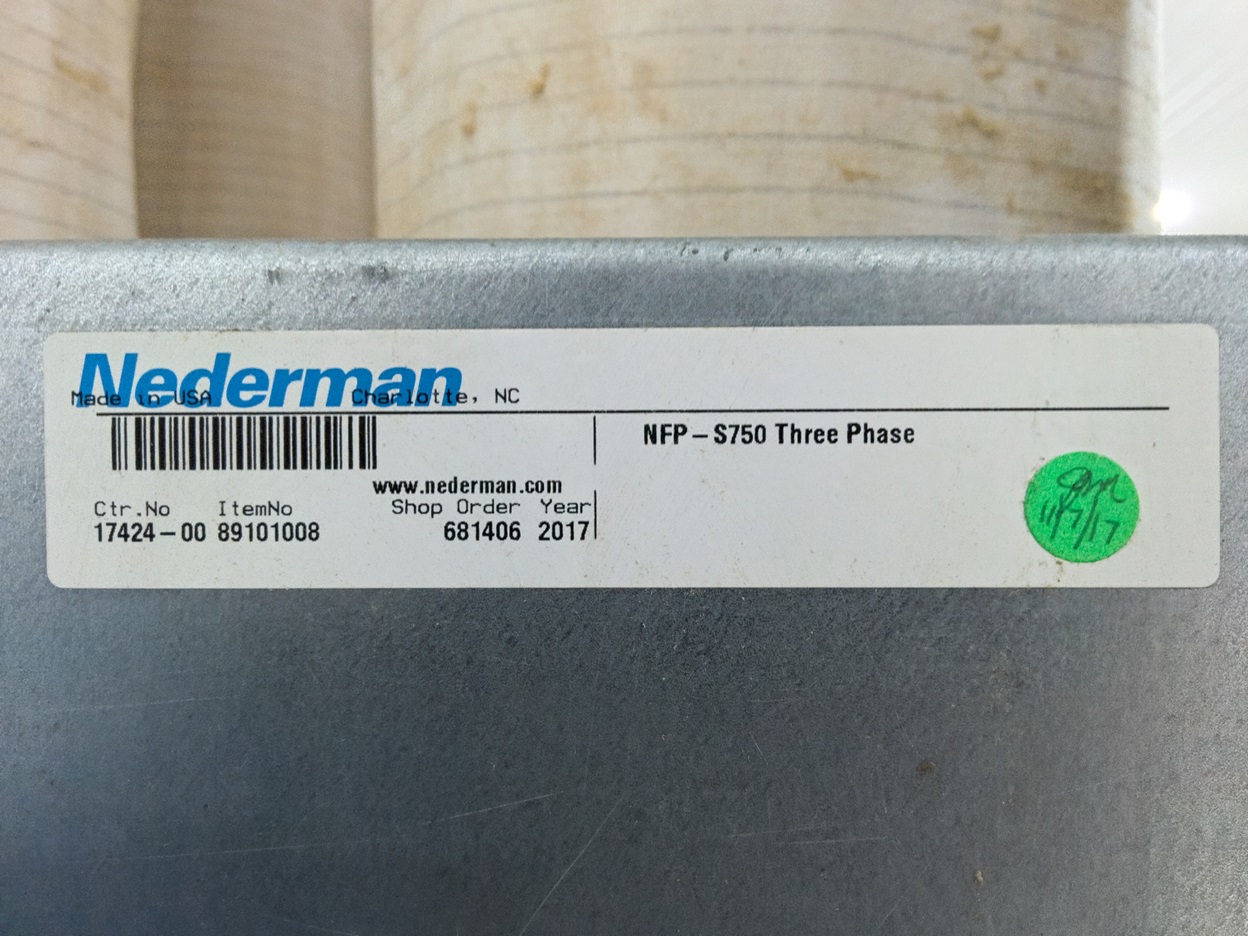 Nederman
Made in USA Charlotte, NC
NFP-S750 Three Phase
www.nederman.com
Ctr.No ItemNo Shop Order Year
17424-00 89101008 681406 2017
11/7/17